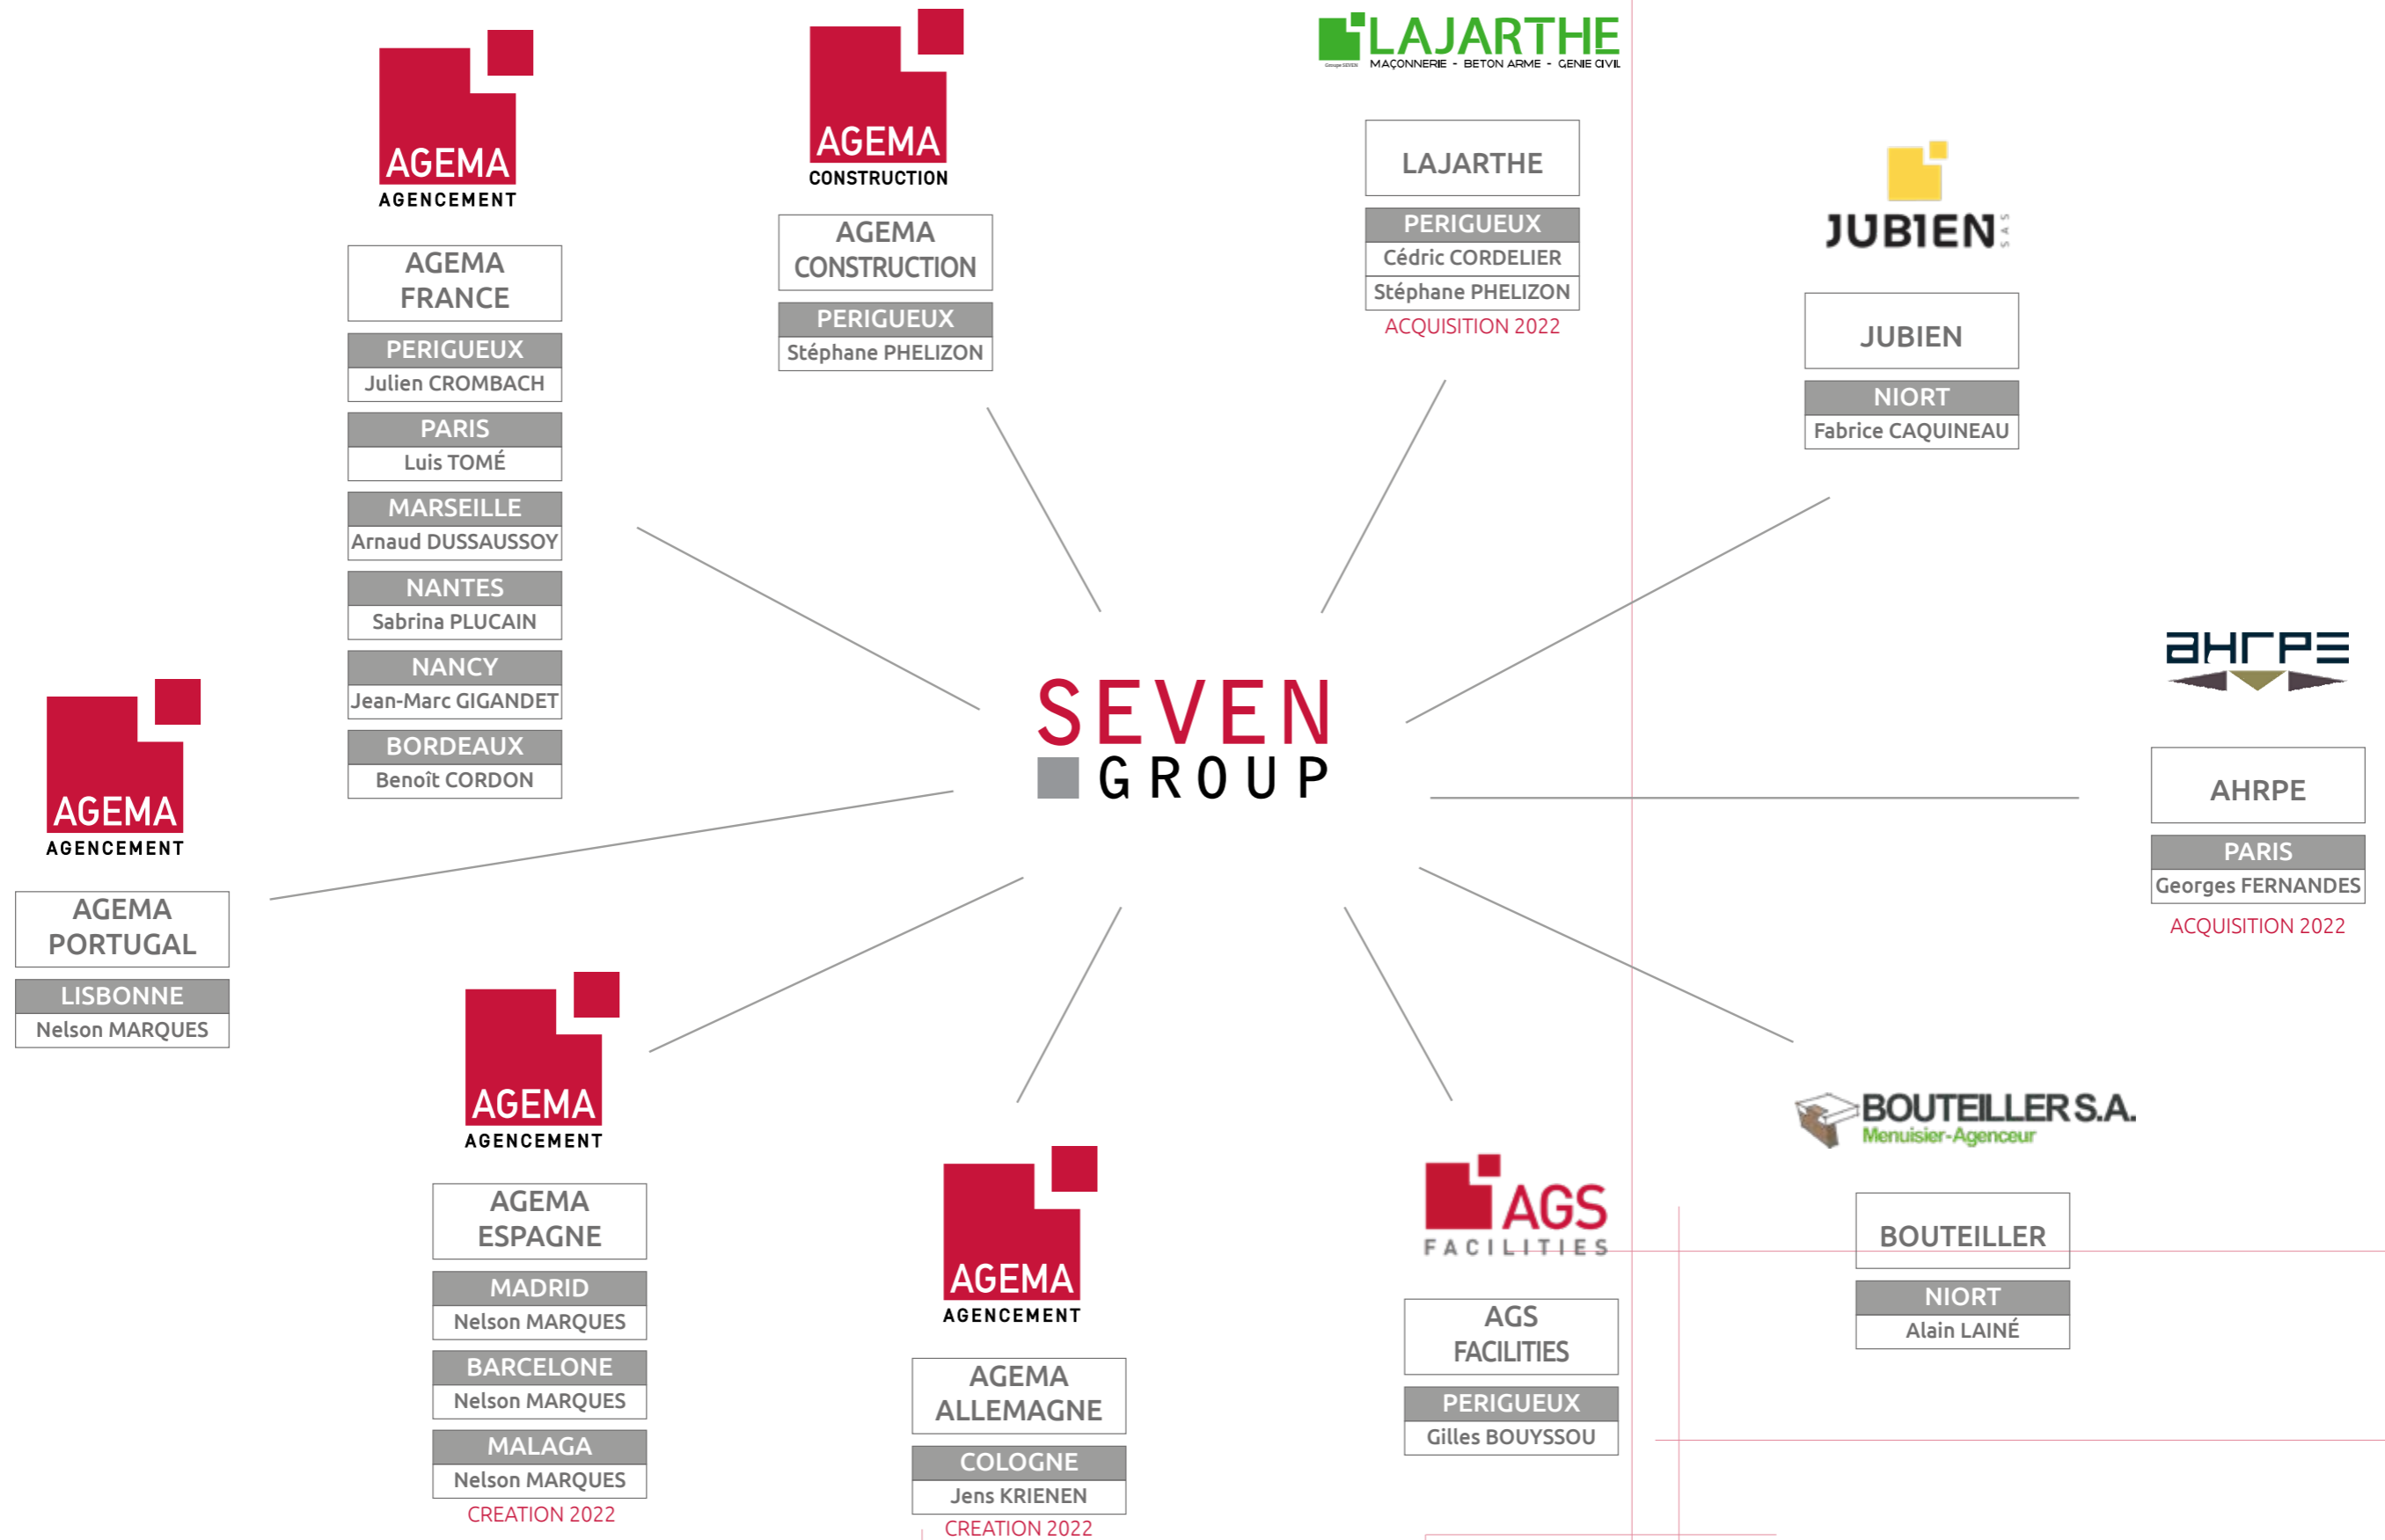 AGEMA
AGENCEMENT
AGEMA
FRANCE
PERIGUEUX
Julien CROMBACH
PARIS
Luis TOMÉ
MARSEILLE
Arnaud DUSSAUSSOY
NANTES
Sabrina PLUCAIN
NANCY
Jean-Marc GIGANDET
BORDEAUX
Benoît CORDON
AGEMA
CONSTRUCTION
AGEMA
CONSTRUCTION
PERIGUEUX
Stéphane PHELIZON
LAJARTHE
Groupe SEVEN
MAÇONNERIE - BETON ARME - GENIE CIVIL
LAJARTHE
PERIGUEUX
Cédric CORDELIER
Stéphane PHELIZON
ACQUISITION 2022
JUBIEN SAS
JUBIEN
NIORT
Fabrice CAQUINEAU
SEVEN
GROUP
AHRPE
AHRPE
PARIS
Georges FERNANDES
ACQUISITION 2022
AGEMA
AGENCEMENT
AGEMA
PORTUGAL
LISBONNE
Nelson MARQUES
AGEMA
AGENCEMENT
AGEMA
ESPAGNE
MADRID
Nelson MARQUES
BARCELONE
Nelson MARQUES
MALAGA
Nelson MARQUES
CREATION 2022
AGEMA
AGENCEMENT
AGEMA
ALLEMAGNE
COLOGNE
Jens KRIENEN
CREATION 2022
AGS
FACILITIES
AGS
FACILITIES
PERIGUEUX
Gilles BOUYSSOU
BOUTEILLER S.A.
Menuisier-Agenceur
BOUTEILLER
NIORT
Alain LAINÉ